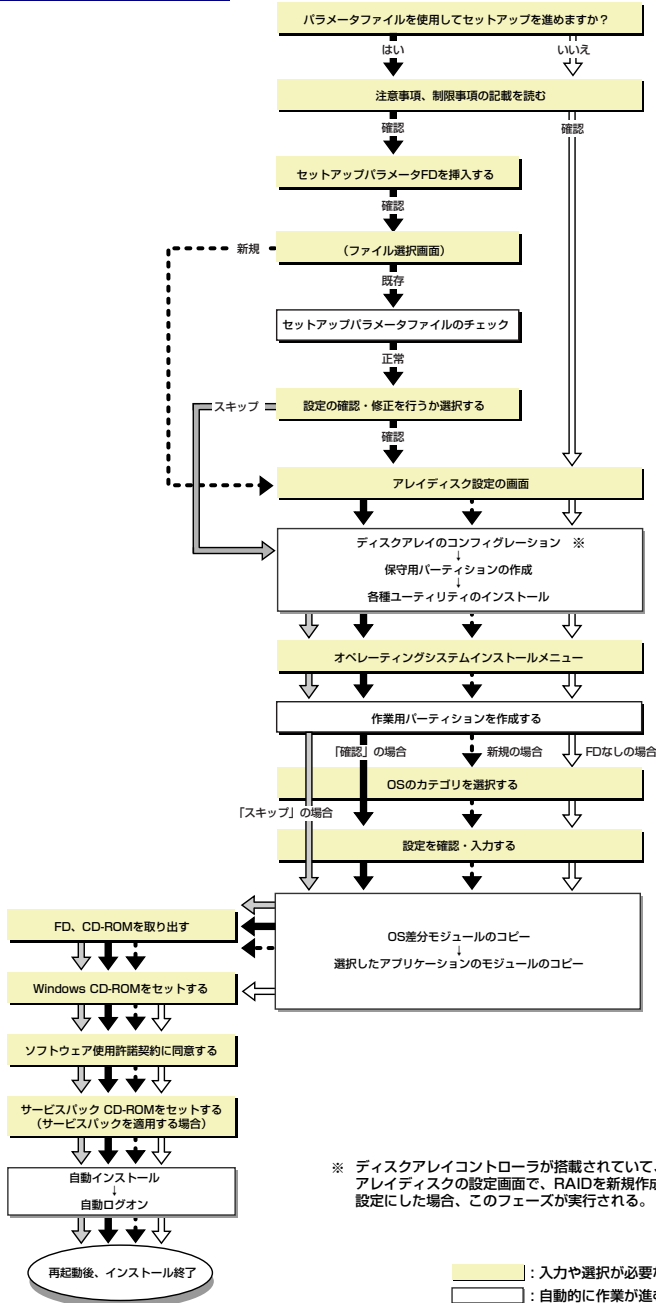 パラメータファイルを使用してセットアップを進めますか？
はい
いいえ
注意事項、制限事項の記載を読む
確認
確認
セットアップパラメータFDを挿入する
確認
新規
（ファイル選択画面）
既存
セットアップパラメータファイルのチェック
正常
スキップ
設定の確認・修正を行うか選択する
確認
アレイディスク設定の画面
ディスクアレイのコンフィグレーション ※
↓
保守用パーティションの作成
↓
各種ユーティリティのインストール
オペレーティングシステムインストールメニュー
作業用パーティションを作成する
「確認」の場合
新規の場合
FDなしの場合
OSのカテゴリを選択する
「スキップ」の場合
設定を確認・入力する
FD、CD-ROMを取り出す
OS差分モジュールのコピー
↓
選択したアプリケーションのモジュールのコピー
Windows CD-ROMをセットする
ソフトウェア使用許諾契約に同意する
サービスパック CD-ROMをセットする
（サービスパックを適用する場合）
自動インストール
↓
自動ログオン
再起動後、インストール終了
※ ディスクアレイコントローラが搭載されていて、
アレイディスクの設定画面で、RAIDを新規作成
設定にした場合、このフェーズが実行される。
：入力や選択が必要
：自動的に作業が進